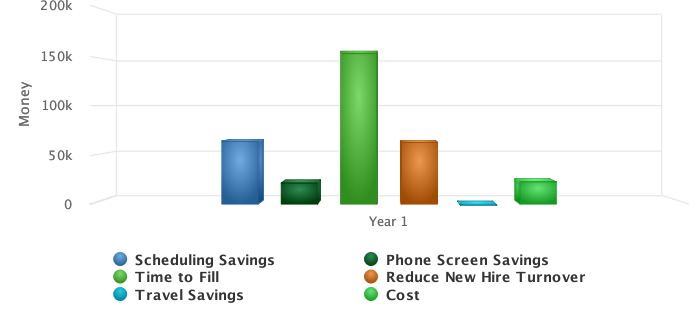 200k
150k
100k
50k
0
Money
Year 1
Scheduling Savings
Phone Screen Savings
Time to Fill
Reduce New Hire Turnover
Travel Savings
Cost